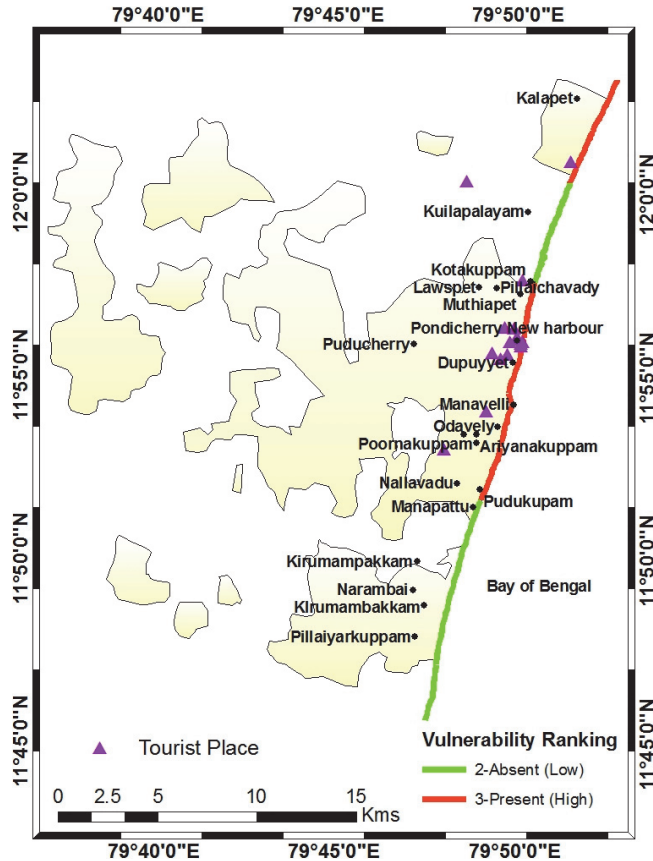 79°40'0"E 79°45'0"E 79°50'0"E
Kalapet
12°0'0"N 12°0'0"N
Kuilapalayam
Kotakuppam
Lawspet Pillaichavady
Muthiapet
Pondicherry New harbour
Puducherry
11°55'0"N 11°55'0"N
Dupuyyet
Manavelli
Odavely
Poornakuppam Ariyanakuppam
Nallavadu
Manapattu Pudukupam
11°50'0"N 11°50'0"N
Kirumampakkam
Bay of Bengal
Narambai
KIrumambakkam
Pillaiyarkuppam
11°45'0"N 11°45'0"N
Tourist Place
Vulnerability Ranking
2-Absent (Low)
3-Present (High)
0 2.5 5 10 15
Kms
79°40'0"E 79°45'0"E 79°50'0"E